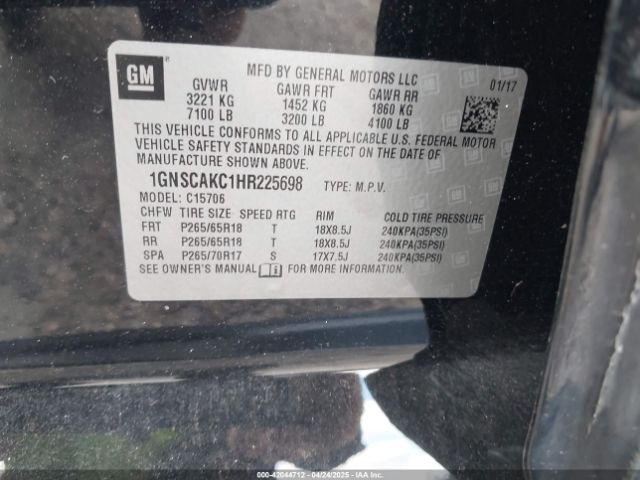 GM
MFD BY GENERAL MOTORS LLC
GVWR GAWR FRT GAWR RR 01/17
3221 KG 1452 KG 1860 KG
7100 LB 3200 LB 4100 LB
THIS VEHICLE CONFORMS TO ALL APPLICABLE U.S. FEDERAL MOTOR
VEHICLE SAFETY STANDARDS IN EFFECT ON THE DATE OF
MANUFACTURE SHOWN ABOVE.
1GNSCAKC1HR225698 TYPE: M.P.V.
MODEL: C15706
CHFW TIRE SIZE SPEED RTG RIM COLD TIRE PRESSURE
FRT P265/65R18 T 18X8.5J 240KPA(35PSI)
RR P265/65R18 T 18X8.5J 240KPA(35PSI)
SPA P265/70R17 S 17X7.5J 240KPA(35PSI)
SEE OWNER'S MANUAL FOR MORE INFORMATION.
000-42044712 04/24/2025 - IAAI.COM